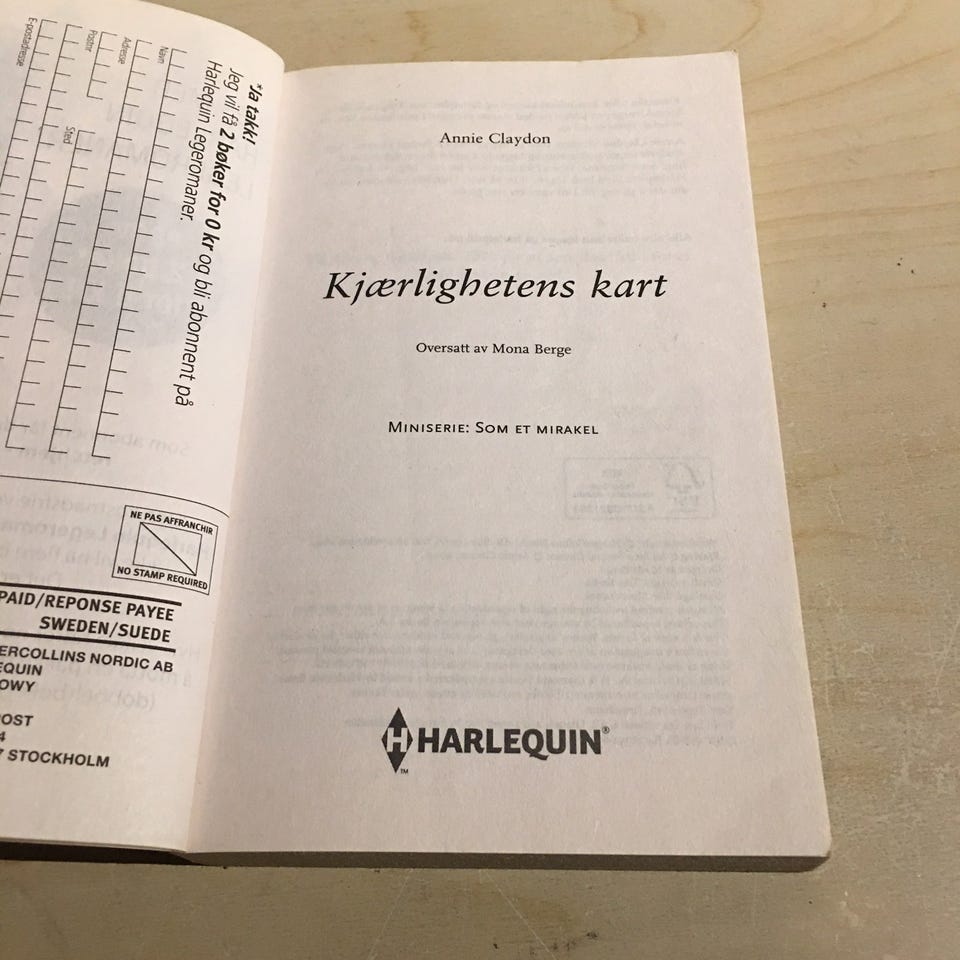 *Ja takk!
Jeg vil få 2 bøker for 0 kr og bli abonnent på
Harlequin Legeromaner.
Navn
Adresse
Postnr
Sted
E-postadresse
NE PAS AFFRANCHIR
NO STAMP REQUIRED
PAID/REPONSE PAYEE
SWEDEN/SUEDE
ERCOLLINS NORDIC AB
EQUIN
OWY
OST
4
7 STOCKHOLM
Annie Claydon
Kjærlighetens kart
Oversatt av Mona Berge
Miniserie: Som et mirakel
H HARLEQUIN®
™